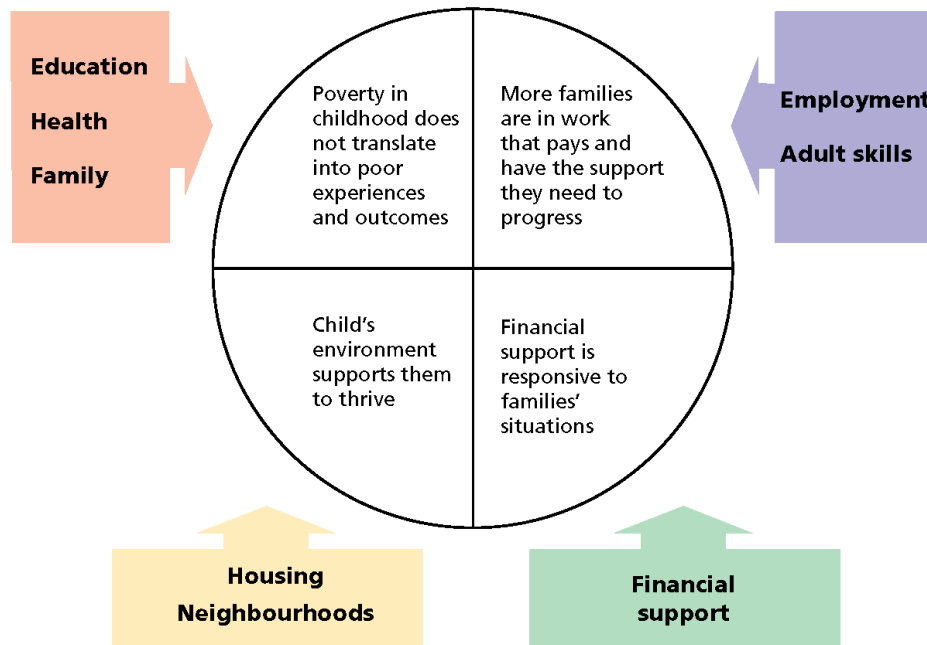 Education
Health
Family
Poverty in
childhood does
not translate
into poor
experiences
and outcomes
More families
are in work
that pays and
have the support
they need to
progress
Employment
Adult skills
Child’s
environment
supports them
to thrive
Financial
support is
responsive to
families’
situations
Housing
Neighbourhoods
Financial
support